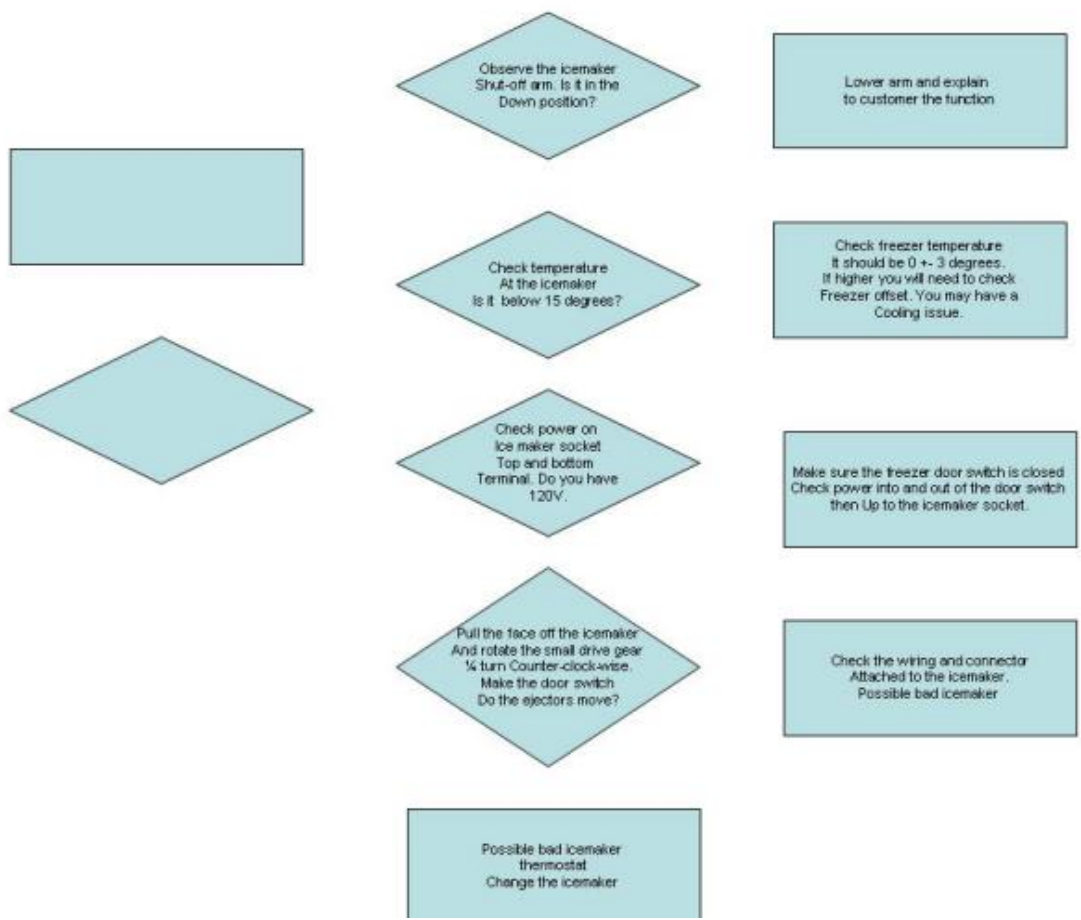 Observe the icemaker
Shut-off arm. Is it in the
Down position?
Lower arm and explain
to customer the function
Check temperature
At the icemaker
Is it below 15 degrees?
Check freezer temperature
It should be 0 +- 3 degrees.
If higher you will need to check
Freezer offset. You may have a
Cooling issue.
Check power on
Ice maker socket
Top and bottom
Terminal. Do you have
120V.
Make sure the freezer door switch is closed
Check power into and out of the door switch
then Up to the icemaker socket.
Pull the face off the icemaker
And rotate the small drive gear
¼ turn Counter-clock-wise.
Make the door switch
Do the ejectors move?
Check the wiring and connector
Attached to the icemaker.
Possible bad icemaker
Possible bad icemaker
thermostat
Change the icemaker